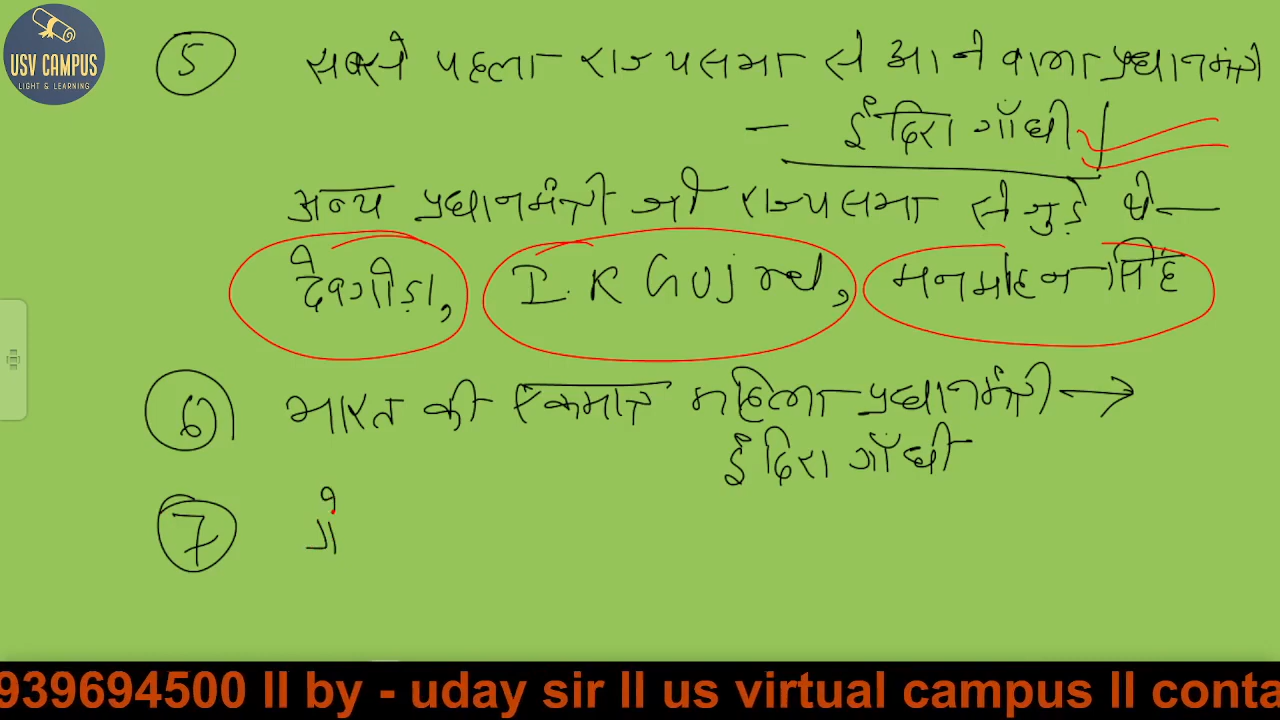 USV CAMPUS
LIGHT & LEARNING
5 सबसे पहला राज्यसभा से आने वाला प्रधानमंत्री
- इंदिरा गाँधी
अन्य प्रधानमंत्री जो राज्यसभा से जुड़े थे-
देवगौड़ा, I. K Gujral, मनमोहन सिंह
6 भारत की एकमात्र महिला प्रधानमंत्री →
इंदिरा गाँधी
7 गे
939694500 ll by - uday sir ll us virtual campus ll conta